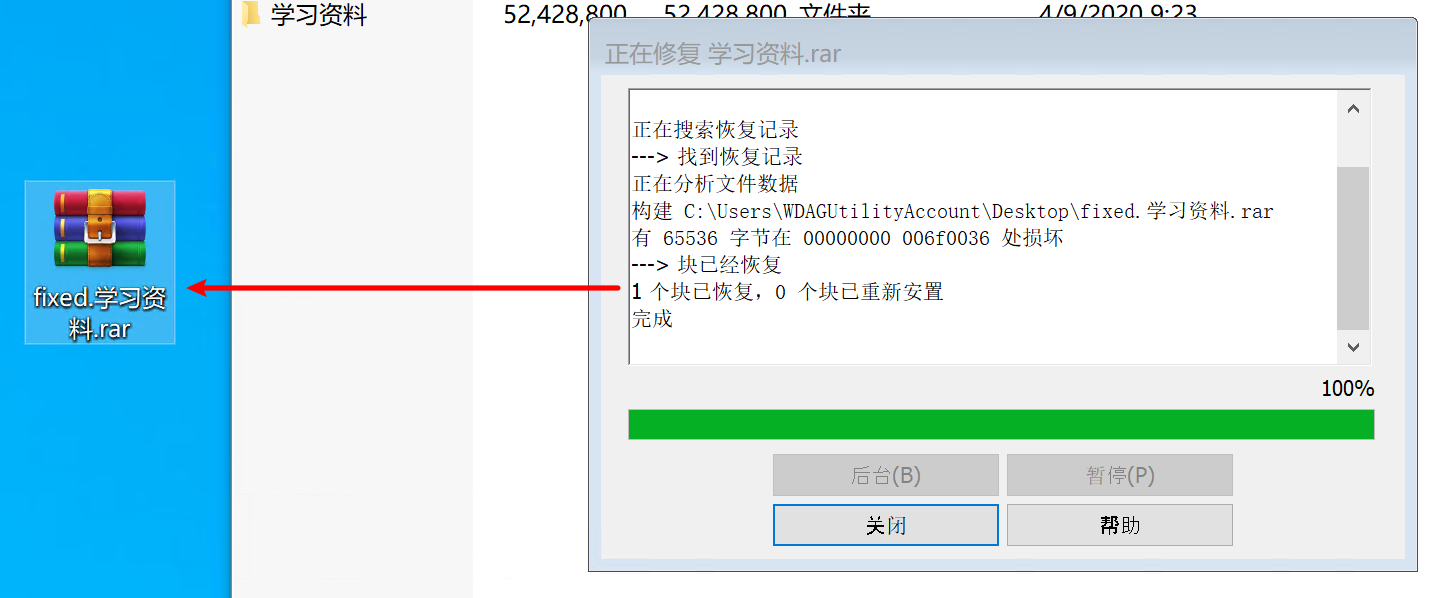 学习资料 52,428,800 52,428,800 文件夹 4/9/2020 9:23
正在修复 学习资料.rar
正在搜索恢复记录
---> 找到恢复记录
正在分析文件数据
构建 C:\Users\WDAGUtilityAccount\Desktop\fixed.学习资料.rar
有 65536 字节在 00000000 006f0036 处损坏
---> 块已经恢复
1 个块已恢复，0 个块已重新安置
完成
fixed.学习资
料.rar
100%
后台(B) 暂停(P)
关闭 帮助